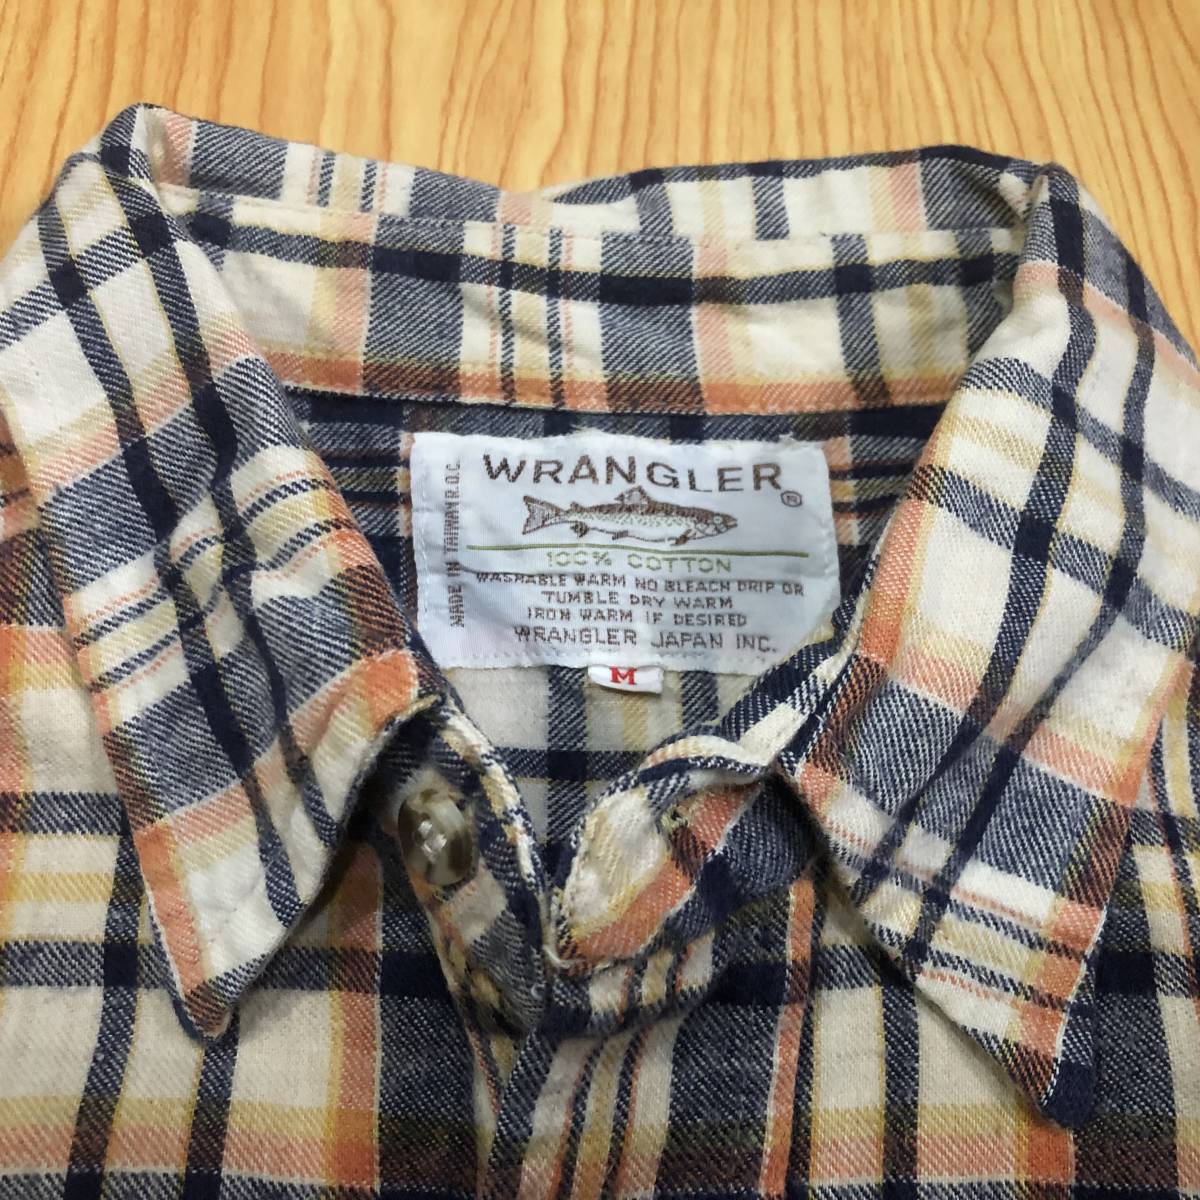 WRANGLER ®
100% COTTON
WASHABLE WARM NO BLEACH DRIP OR
TUMBLE DRY WARM
IRON WARM IF DESIRED
WRANGLER JAPAN INC.
MADE IN TAIWAN R.O.C.
M